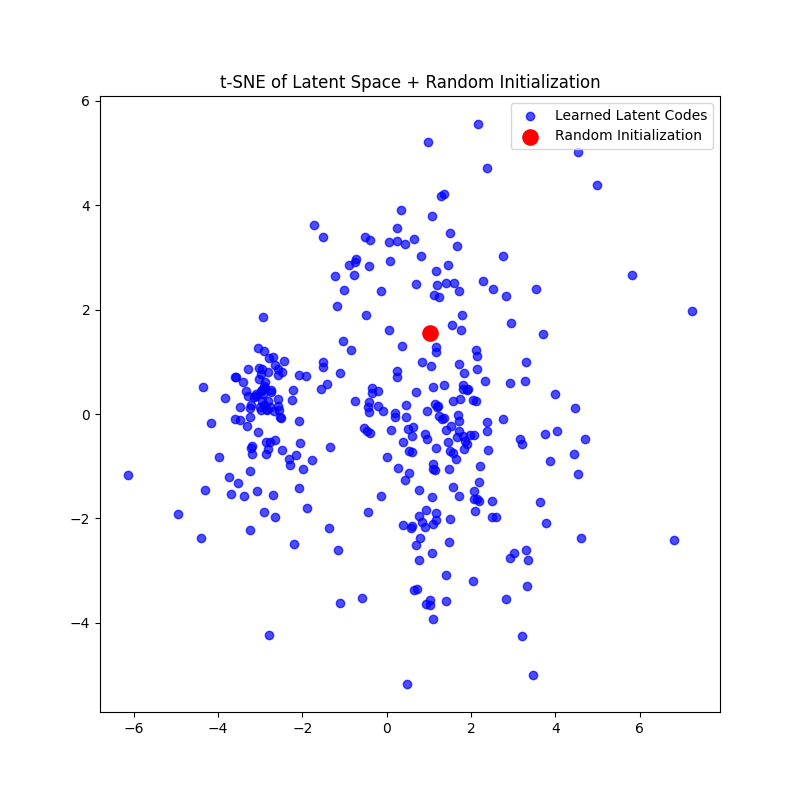 t-SNE of Latent Space + Random Initialization
Learned Latent Codes
Random Initialization
6
4
2
0
−2
−4
−6 −4 −2 0 2 4 6